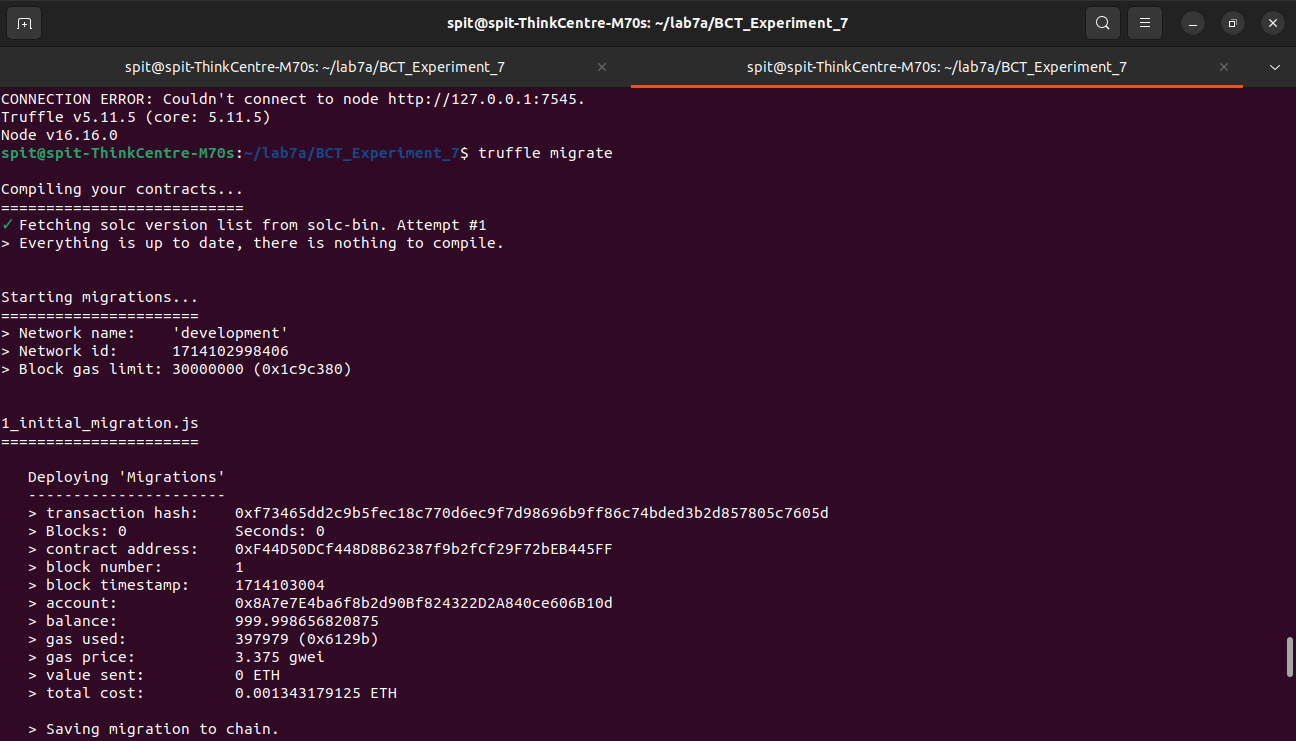 spit@spit-ThinkCentre-M70s: ~/lab7a/BCT_Experiment_7
spit@spit-ThinkCentre-M70s: ~/lab7a/BCT_Experiment_7
spit@spit-ThinkCentre-M70s: ~/lab7a/BCT_Experiment_7
CONNECTION ERROR: Couldn't connect to node http://127.0.0.1:7545.
Truffle v5.11.5 (core: 5.11.5)
Node v16.16.0
spit@spit-ThinkCentre-M70s:~/lab7a/BCT_Experiment_7$ truffle migrate
Compiling your contracts...
===========================
✓ Fetching solc version list from solc-bin. Attempt #1
> Everything is up to date, there is nothing to compile.
Starting migrations...
======================
> Network name:    'development'
> Network id:      1714102998406
> Block gas limit: 30000000 (0x1c9c380)
1_initial_migration.js
======================
   Deploying 'Migrations'
   ----------------------
   > transaction hash:    0xf73465dd2c9b5fec18c770d6ec9f7d98696b9ff86c74bded3b2d857805c7605d
   > Blocks: 0            Seconds: 0
   > contract address:    0xF44D50DCf448D8B62387f9b2fCf29F72bEB445FF
   > block number:        1
   > block timestamp:     1714103004
   > account:             0x8A7e7E4ba6f8b2d90Bf824322D2A840ce606B10d
   > balance:             999.998656820875
   > gas used:            397979 (0x6129b)
   > gas price:           3.375 gwei
   > value sent:          0 ETH
   > total cost:          0.001343179125 ETH
   > Saving migration to chain.